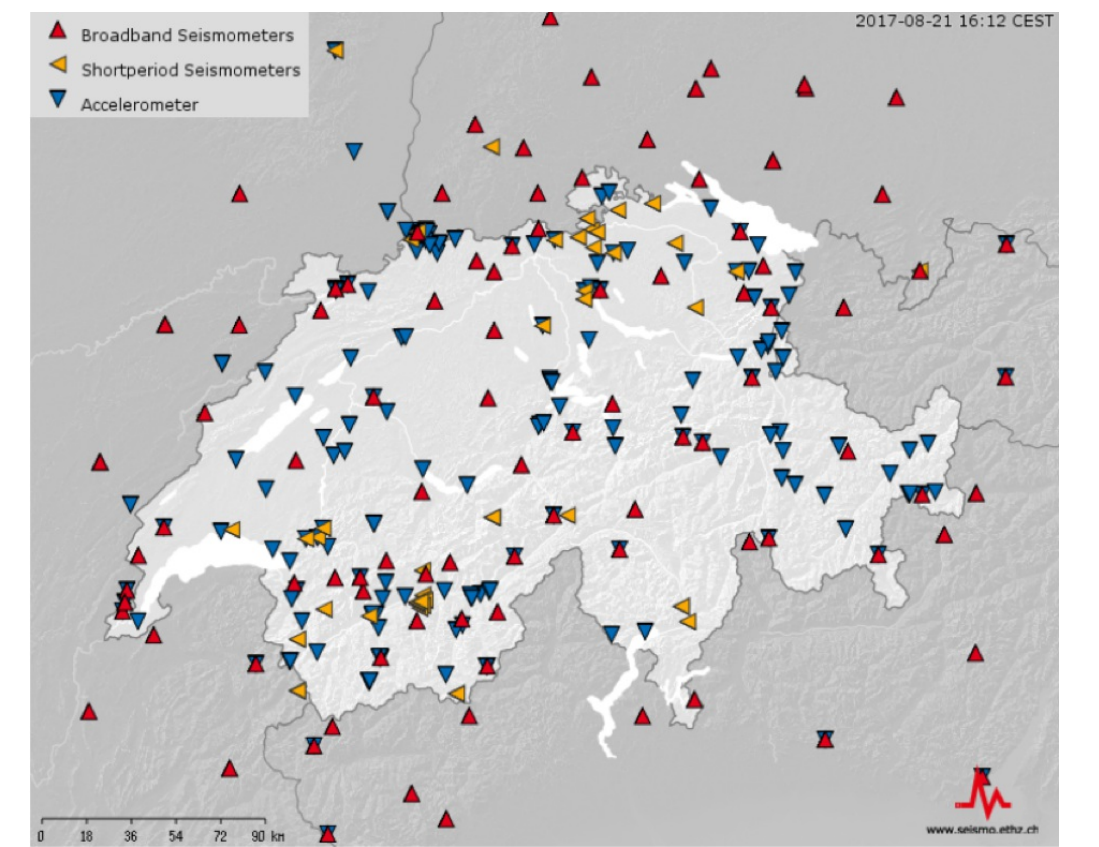 2017-08-21 16:12 CEST
Broadband Seismometers
Shortperiod Seismometers
Accelerometer
0 18 36 54 72 90 km
www.seismo.ethz.ch